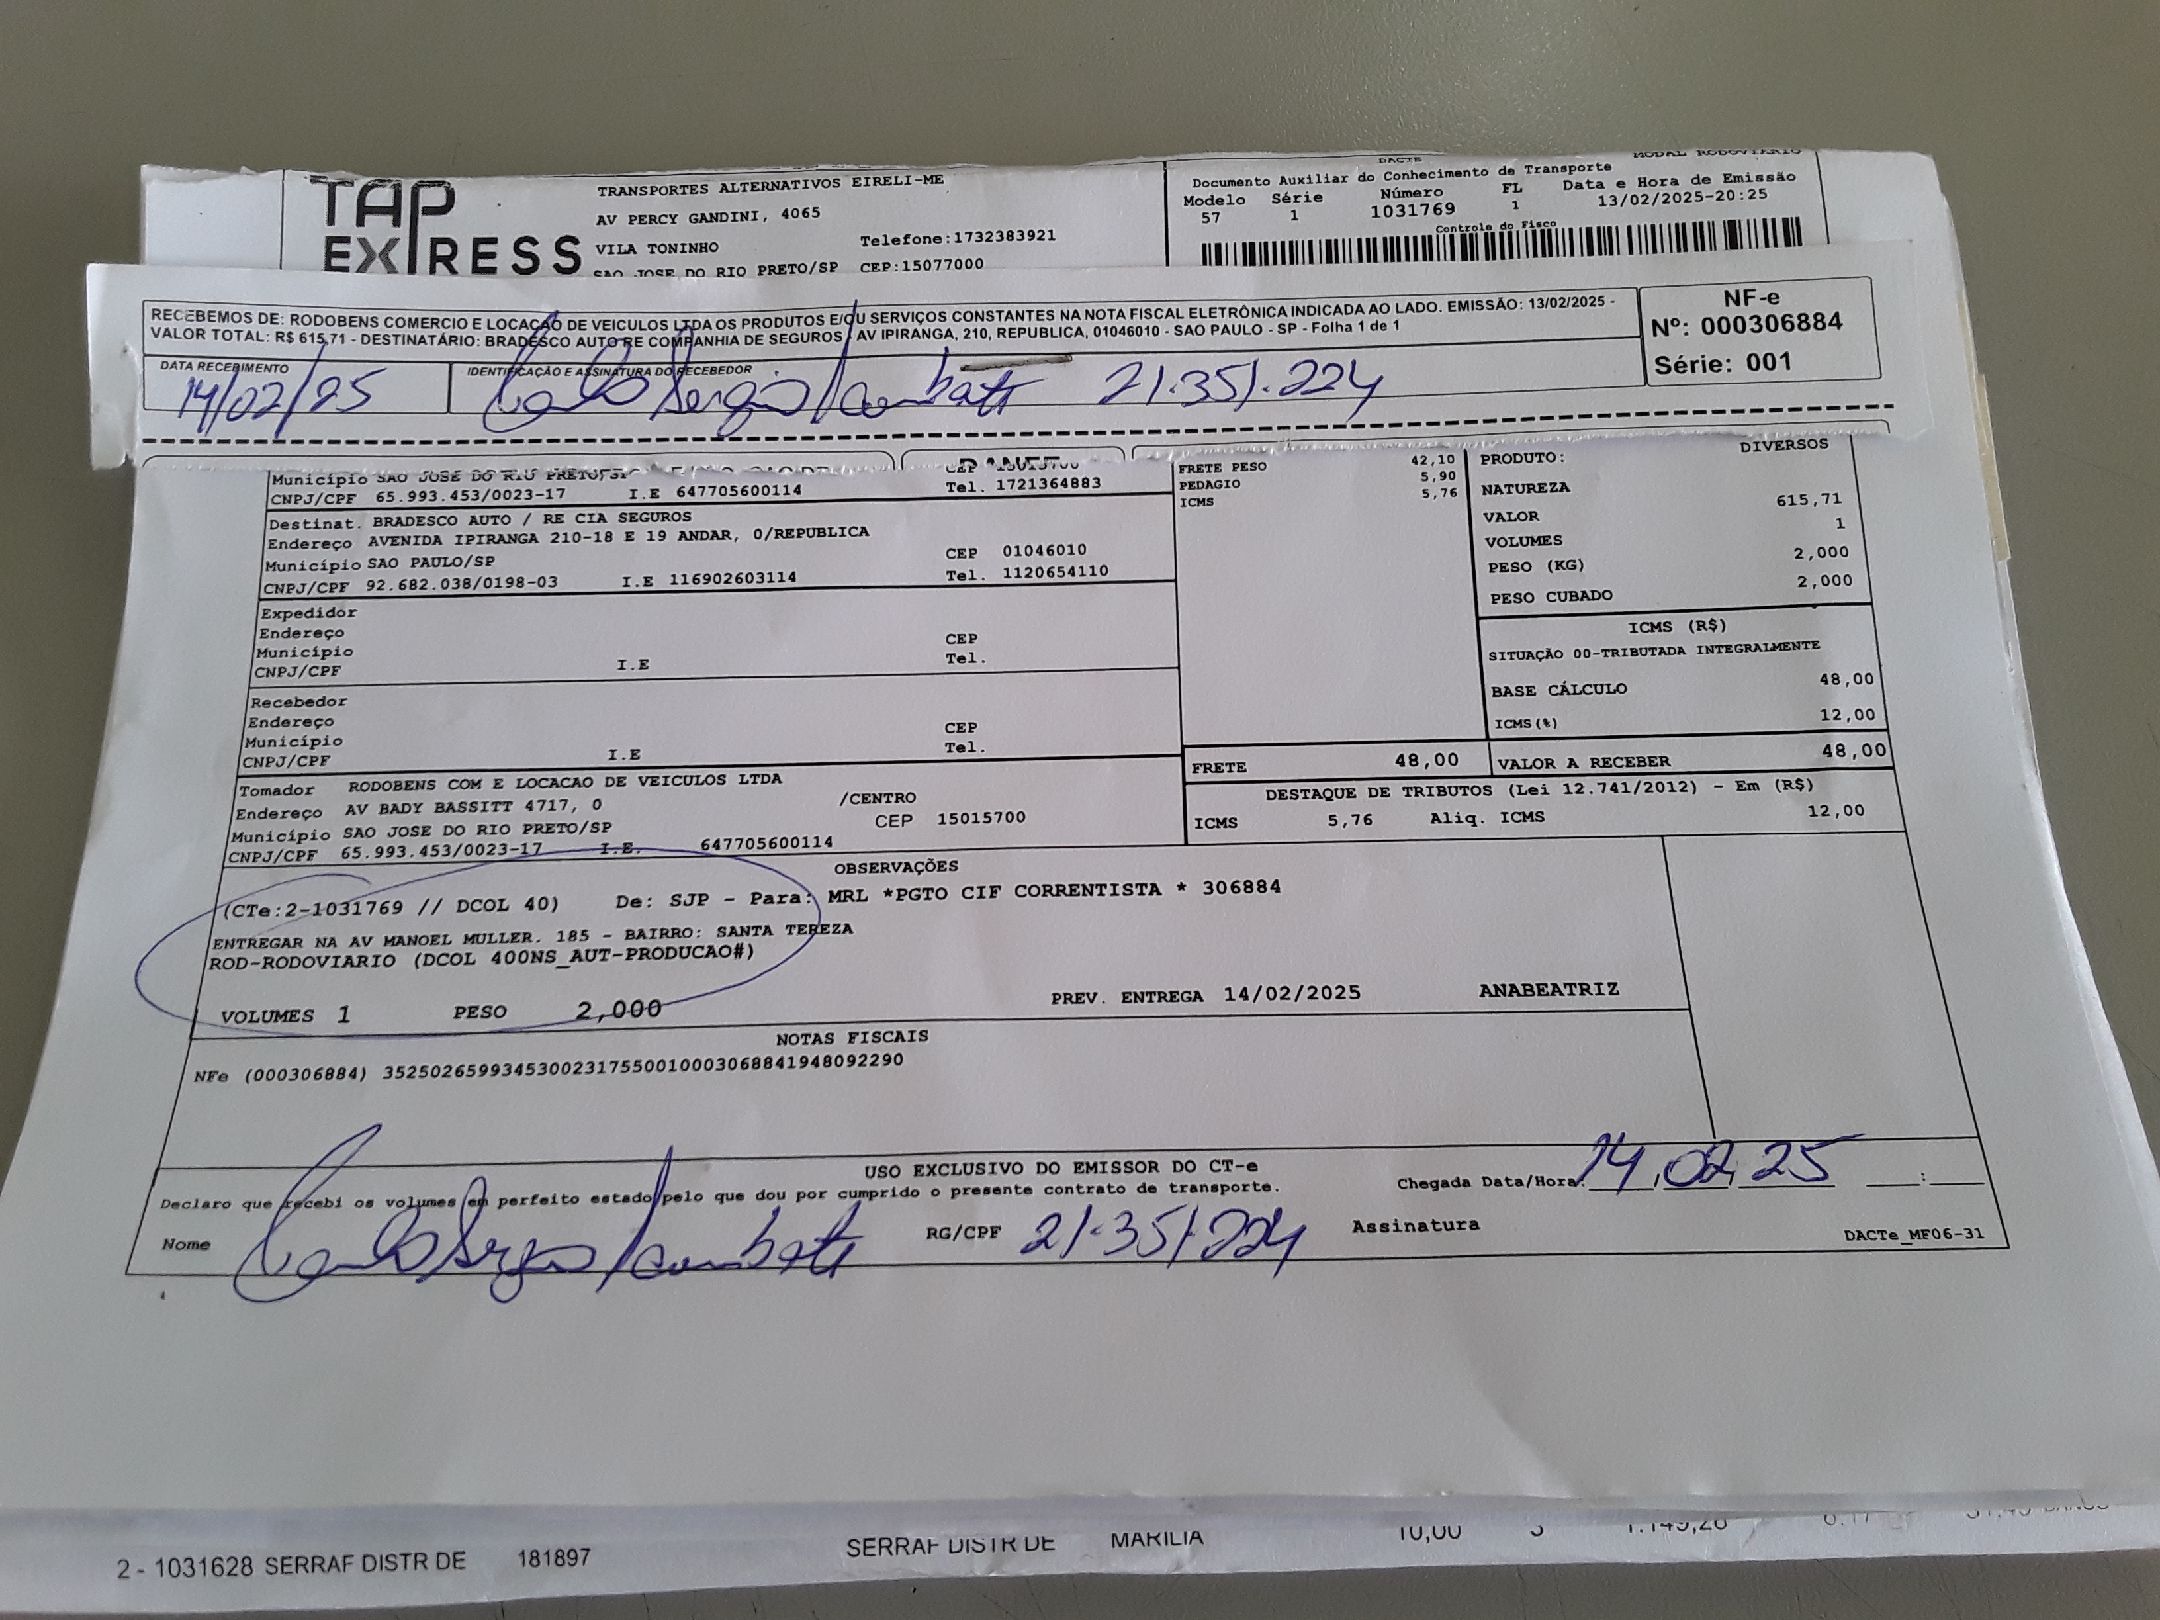 TAP EXPRESS
TRANSPORTES ALTERNATIVOS EIRELI-ME
AV PERCY GANDINI, 4065
VILA TONINHO Telefone:1732383921
SAO JOSE DO RIO PRETO/SP CEP:15077000
DACTE MODAL RODOVIARIO
Documento Auxiliar do Conhecimento de Transporte
Modelo Série Número FL Data e Hora de Emissão
57 1 1031769 1 13/02/2025-20:25
Controle do Fisco
RECEBEMOS DE: RODOBENS COMERCIO E LOCACAO DE VEICULOS LTDA OS PRODUTOS E/OU SERVIÇOS CONSTANTES NA NOTA FISCAL ELETRÔNICA INDICADA AO LADO. EMISSÃO: 13/02/2025 -
VALOR TOTAL: R$ 615,71 - DESTINATÁRIO: BRADESCO AUTO RE COMPANHIA DE SEGUROS - AV IPIRANGA, 210, REPUBLICA, 01046010 - SAO PAULO - SP - Folha 1 de 1
NF-e
Nº: 000306884
Série: 001
DATA RECEBIMENTO IDENTIFICAÇÃO E ASSINATURA DO RECEBEDOR
14/02/25 21.351.224
DANFE
Município SAO JOSE DO RIO PRETO/SP CEP 15015700
CNPJ/CPF 65.993.453/0023-17 I.E 647705600114 Tel. 1721364883
Destinat. BRADESCO AUTO / RE CIA SEGUROS
Endereço AVENIDA IPIRANGA 210-18 E 19 ANDAR, 0/REPUBLICA
Município SAO PAULO/SP CEP 01046010
CNPJ/CPF 92.682.038/0198-03 I.E 116902603114 Tel. 1120654110
Expedidor
Endereço
Município CEP
CNPJ/CPF I.E Tel.
Recebedor
Endereço
Município CEP
CNPJ/CPF I.E Tel.
Tomador RODOBENS COM E LOCACAO DE VEICULOS LTDA
Endereço AV BADY BASSITT 4717, 0 /CENTRO
Município SAO JOSE DO RIO PRETO/SP CEP 15015700
CNPJ/CPF 65.993.453/0023-17 I.E. 647705600114
FRETE PESO 42,10
PEDAGIO 5,90
ICMS 5,76
PRODUTO: DIVERSOS
NATUREZA
VALOR 615,71
VOLUMES 1
PESO (KG) 2,000
PESO CUBADO 2,000
ICMS (R$)
SITUAÇÃO 00-TRIBUTADA INTEGRALMENTE
BASE CÁLCULO 48,00
ICMS(%) 12,00
FRETE 48,00 VALOR A RECEBER 48,00
DESTAQUE DE TRIBUTOS (Lei 12.741/2012) - Em (R$)
ICMS 5,76 Aliq. ICMS 12,00
OBSERVAÇÕES
(CTe:2-1031769 // DCOL 40) De: SJP - Para: MRL *PGTO CIF CORRENTISTA * 306884
ENTREGAR NA AV MANOEL MULLER. 185 - BAIRRO: SANTA TEREZA
ROD-RODOVIARIO (DCOL 400NS_AUT-PRODUCAO#)
VOLUMES 1 PESO 2,000 PREV. ENTREGA 14/02/2025 ANABEATRIZ
NOTAS FISCAIS
NFe (000306884) 35250265993453002317550010003068841948092290
USO EXCLUSIVO DO EMISSOR DO CT-e
Declaro que recebi os volumes em perfeito estado pelo que dou por cumprido o presente contrato de transporte.
Chegada Data/Hora: 14.02.25 :
Nome RG/CPF 21.351.224 Assinatura
DACTe_MF06-31
2 - 1031628 SERRAF DISTR DE 181897 SERRAF DISTR DE MARILIA 10,00